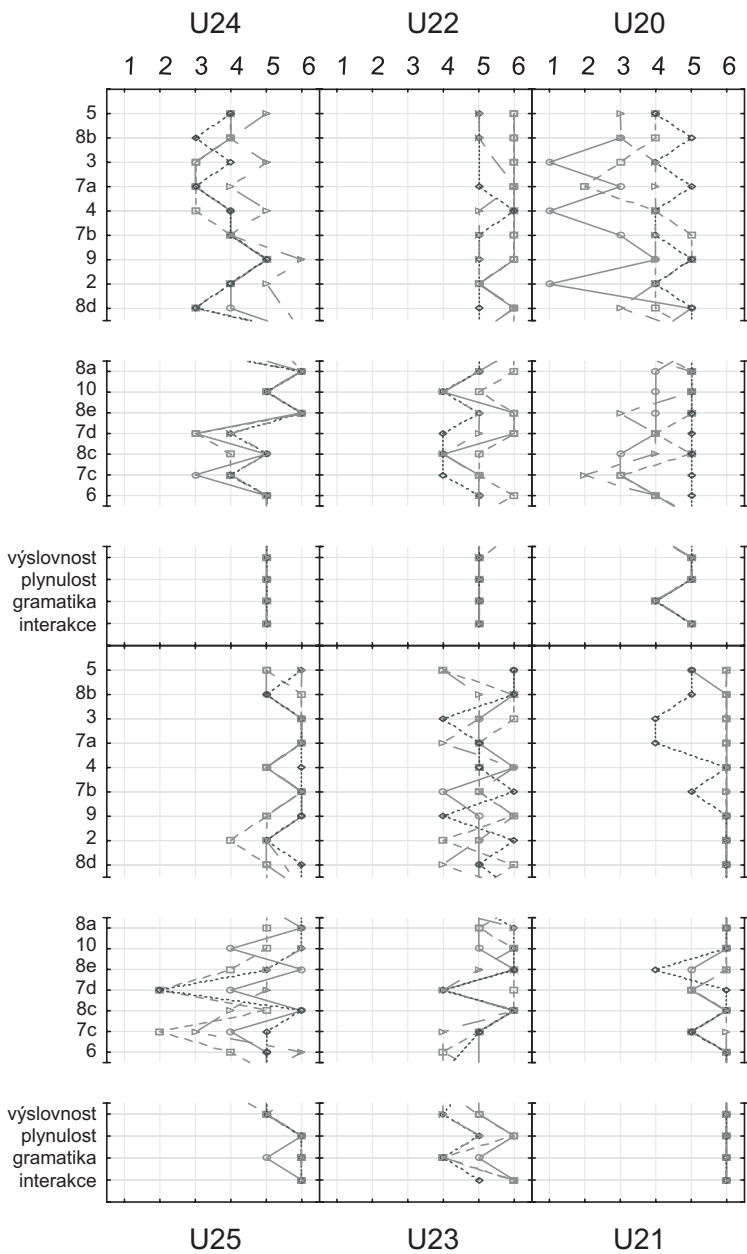 U24 U22 U20
1 2 3 4 5 6 1 2 3 4 5 6 1 2 3 4 5 6
5
8b
3
7a
4
7b
9
2
8d
8a
10
8e
7d
8c
7c
6
výslovnost
plynulost
gramatika
interakce
5
8b
3
7a
4
7b
9
2
8d
8a
10
8e
7d
8c
7c
6
výslovnost
plynulost
gramatika
interakce
U25 U23 U21